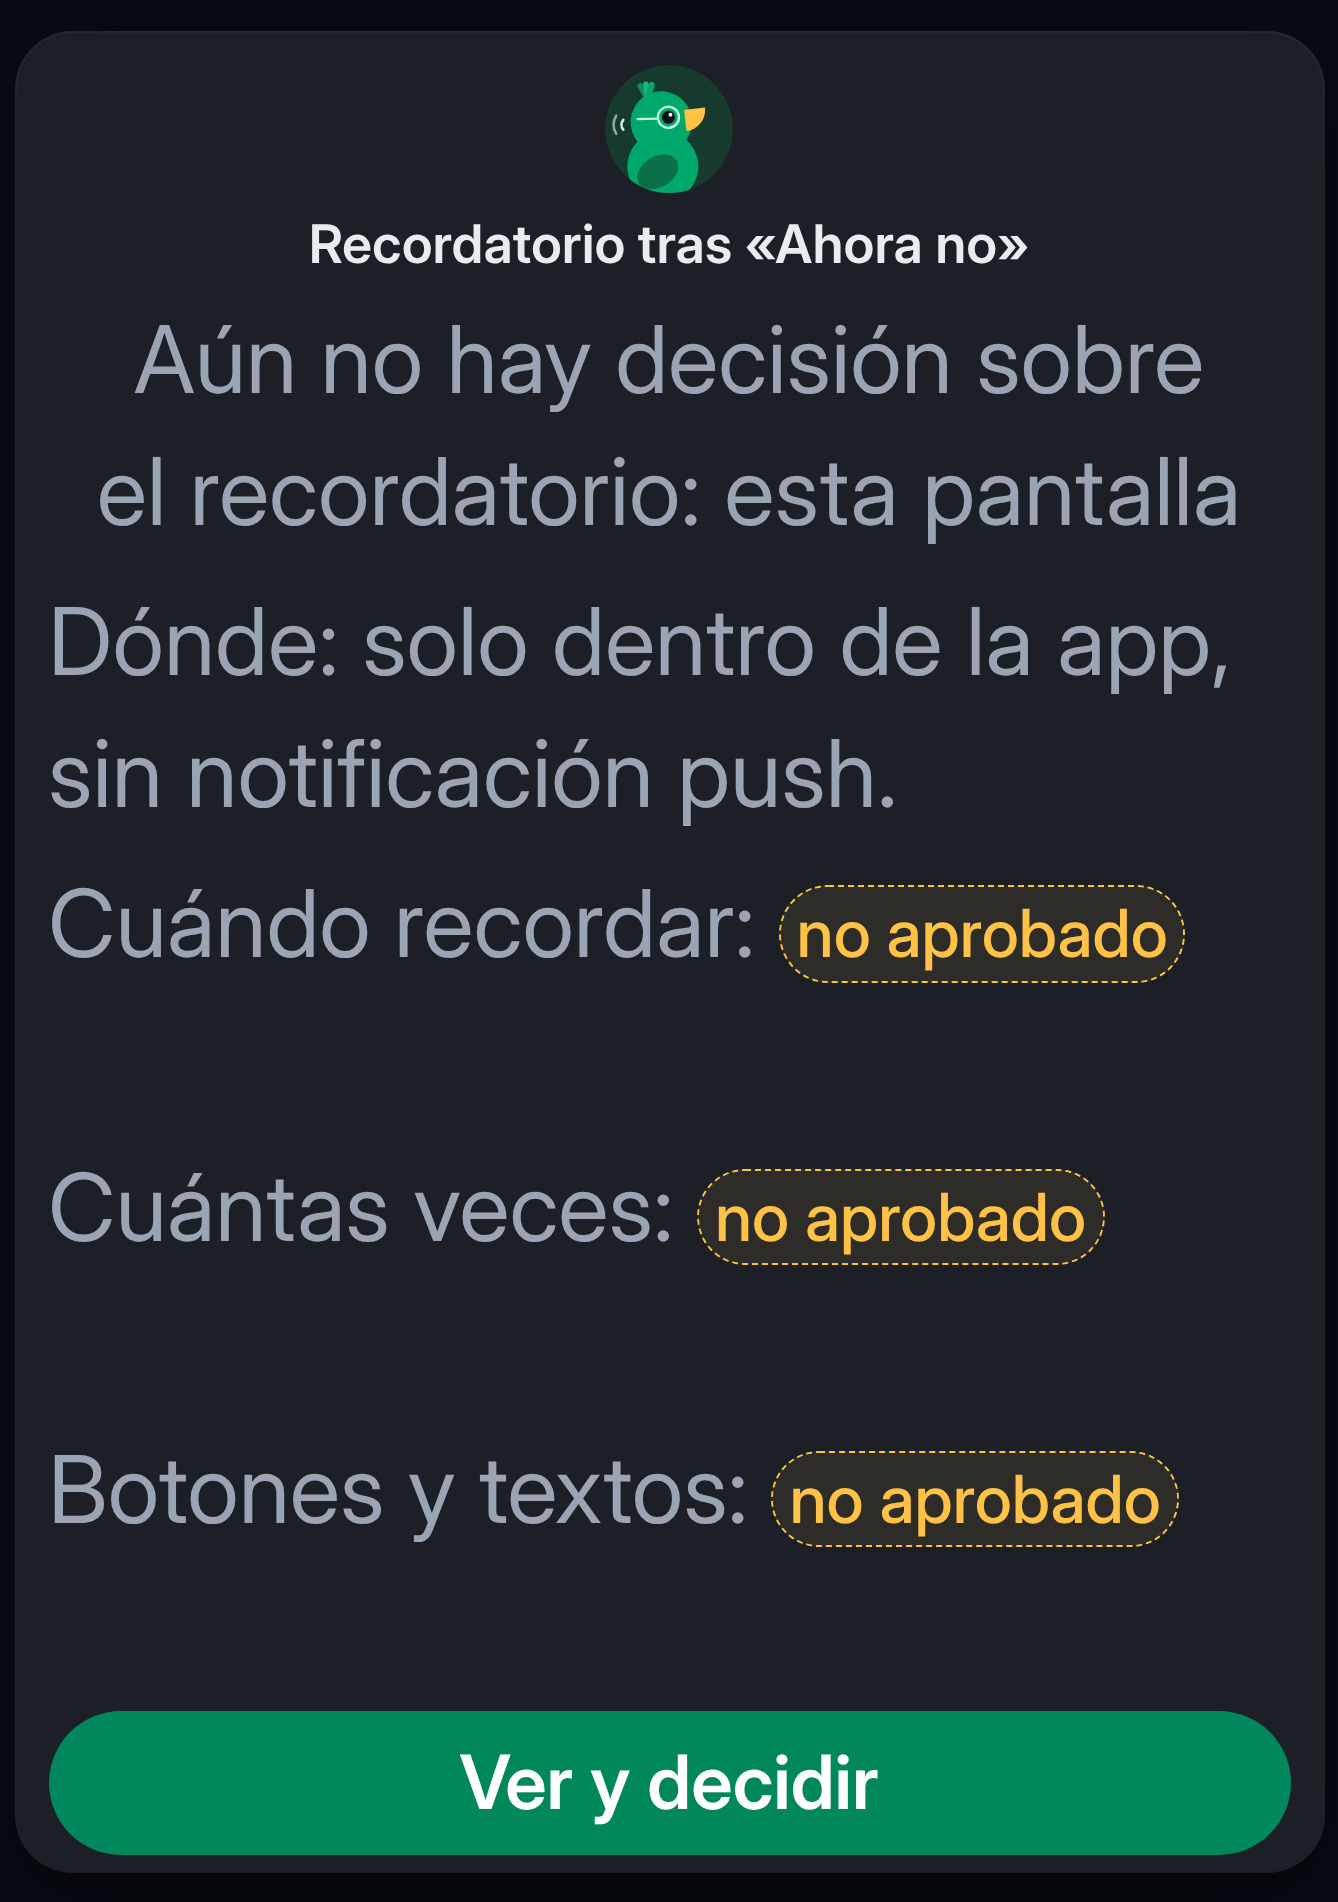 Recordatorio tras «Ahora no»
Aún no hay decisión sobre
el recordatorio: esta pantalla
Dónde: solo dentro de la app,
sin notificación push.
Cuándo recordar: no aprobado
Cuántas veces: no aprobado
Botones y textos: no aprobado
Ver y decidir